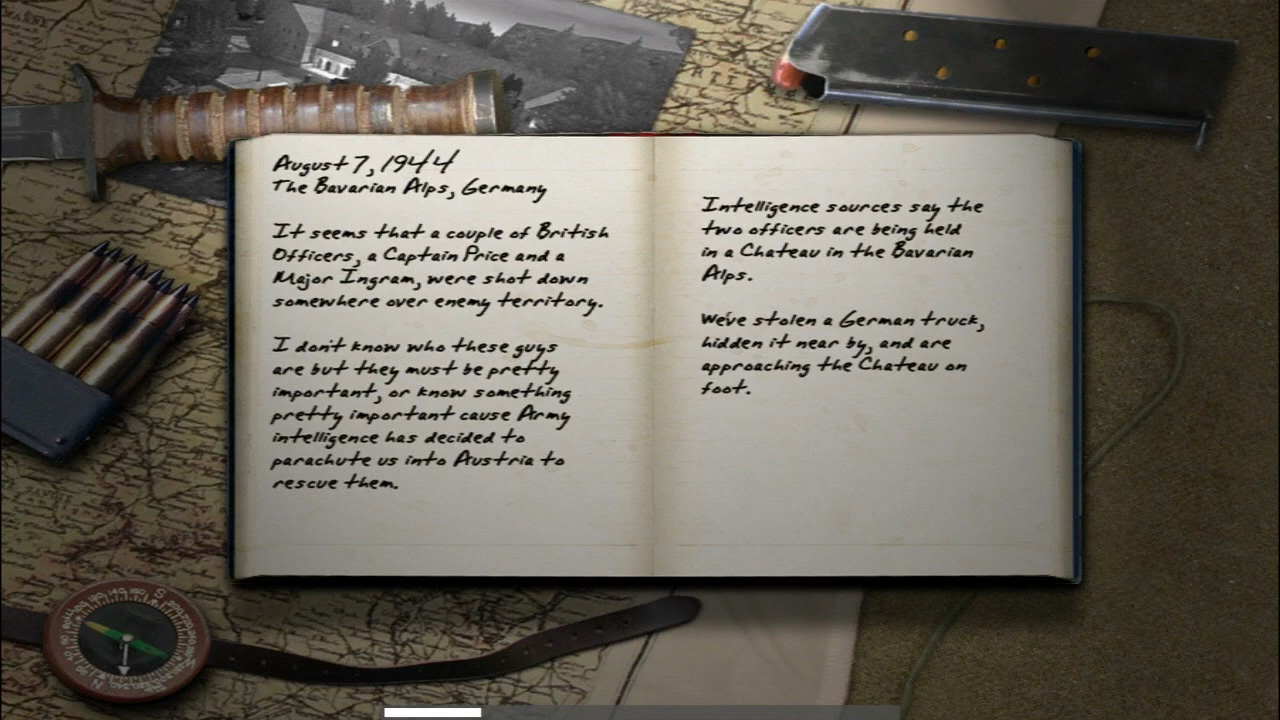 August 7, 1944
The Bavarian Alps, Germany
It seems that a couple of British
Officers, a Captain Price and a
Major Ingram, were shot down
somewhere over enemy territory.
I don't know who these guys
are but they must be pretty
important, or know something
pretty important cause Army
intelligence has decided to
parachute us into Austria to
rescue them.
Intelligence sources say the
two officers are being held
in a Chateau in the Bavarian
Alps.
We've stolen a German truck,
hidden it near by, and are
approaching the Chateau on
foot.